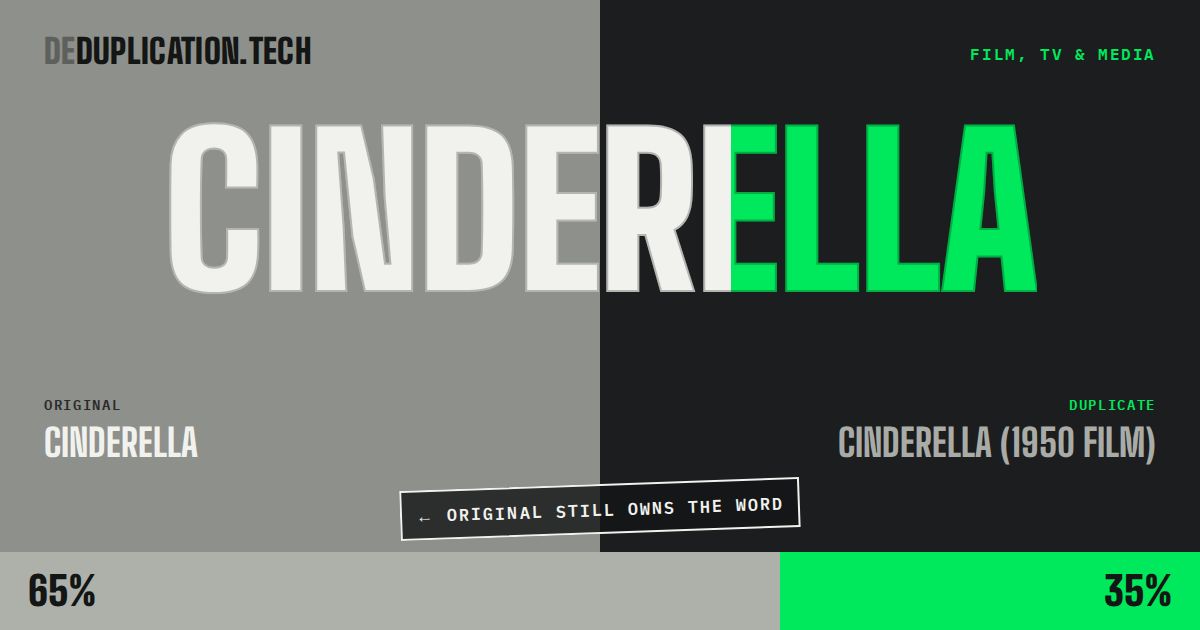 DEDUPLICATION.TECH
FILM, TV & MEDIA
CINDERELLA
ORIGINAL
CINDERELLA
DUPLICATE
CINDERELLA (1950 FILM)
← ORIGINAL STILL OWNS THE WORD
65%
35%